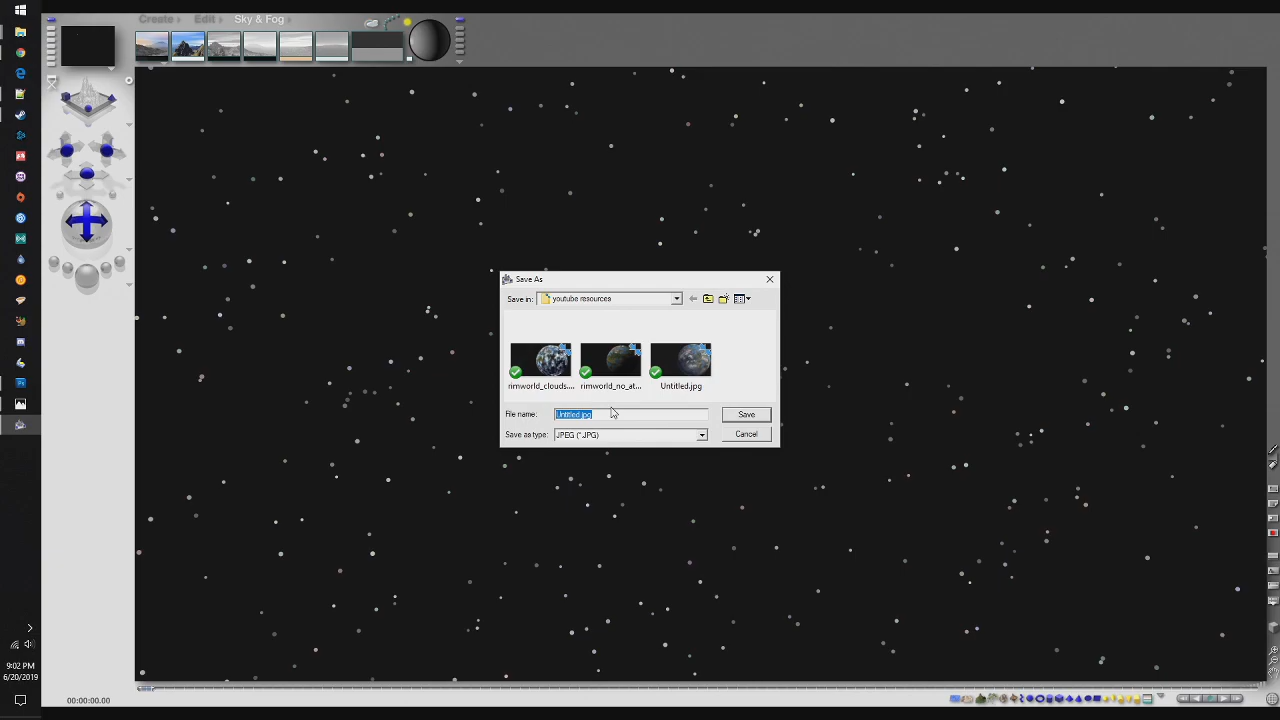 Create
Edit
Sky & Fog
Save As
Save in:
youtube resources
rimworld_clouds....
rimworld_no_at...
Untitled.jpg
File name:
Untitled.jpg
Save
Save as type:
JPEG (*.JPG)
Cancel
9:02 PM
6/20/2019
00:00:00.00